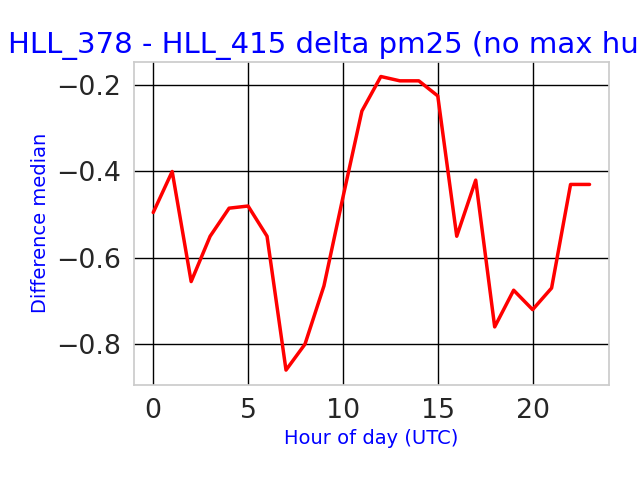 HLL_378 - HLL_415 delta pm25 (no max hu
Difference median
−0.2
−0.4
−0.6
−0.8
0 5 10 15 20
Hour of day (UTC)